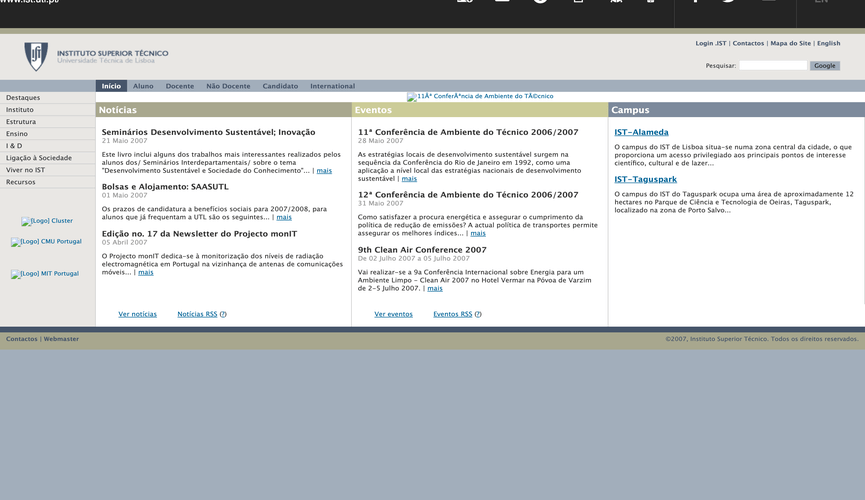 www.ist.utl.pt/
EN
INSTITUTO SUPERIOR TÉCNICO
Universidade Técnica de Lisboa
Login .IST | Contactos | Mapa do Site | English
Pesquisar:
Google
Início
Aluno
Docente
Não Docente
Candidato
International
Destaques
Instituto
Estrutura
Ensino
I & D
Ligação à Sociedade
Viver no IST
Recursos
[Logo] Cluster
[Logo] CMU Portugal
[Logo] MIT Portugal
11Âª ConferÃªncia de Ambiente do TÃ©cnico
Notícias
Seminários Desenvolvimento Sustentável; Inovação
21 Maio 2007
Este livro inclui alguns dos trabalhos mais interessantes realizados pelos
alunos dos/ Seminários Interdepartamentais/ sobre o tema
"Desenvolvimento Sustentável e Sociedade do Conhecimento"... | mais
Bolsas e Alojamento: SAASUTL
01 Maio 2007
Os prazos de candidatura a benefícios sociais para 2007/2008, para
alunos que já frequentam a UTL são os seguintes... | mais
Edição no. 17 da Newsletter do Projecto monIT
05 Abril 2007
O Projecto monIT dedica-se à monitorização dos níveis de radiação
electromagnética em Portugal na vizinhança de antenas de comunicações
móveis... | mais
Ver notícias
Notícias RSS (?)
Eventos
11ª Conferência de Ambiente do Técnico 2006/2007
28 Maio 2007
As estratégias locais de desenvolvimento sustentável surgem na
sequência da Conferência do Rio de Janeiro em 1992, como uma
aplicação a nível local das estratégias nacionais de desenvolvimento
sustentável | mais
12ª Conferência de Ambiente do Técnico 2006/2007
31 Maio 2007
Como satisfazer a procura energética e assegurar o cumprimento da
política de redução de emissões? A actual política de transportes permite
assegurar os melhores índices... | mais
9th Clean Air Conference 2007
De 02 Julho 2007 a 05 Julho 2007
Vai realizar-se a 9a Conferência Internacional sobre Energia para um
Ambiente Limpo - Clean Air 2007 no Hotel Vermar na Póvoa de Varzim
de 2-5 Julho 2007. | mais
Ver eventos
Eventos RSS (?)
Campus
IST-Alameda
O campus do IST de Lisboa situa-se numa zona central da cidade, o que
proporciona um acesso privilegiado aos principais pontos de interesse
científico, cultural e de lazer...
IST-Taguspark
O campus do IST do Taguspark ocupa uma área de aproximadamente 12
hectares no Parque de Ciência e Tecnologia de Oeiras, Taguspark,
localizado na zona de Porto Salvo...
Contactos | Webmaster
©2007, Instituto Superior Técnico. Todos os direitos reservados.